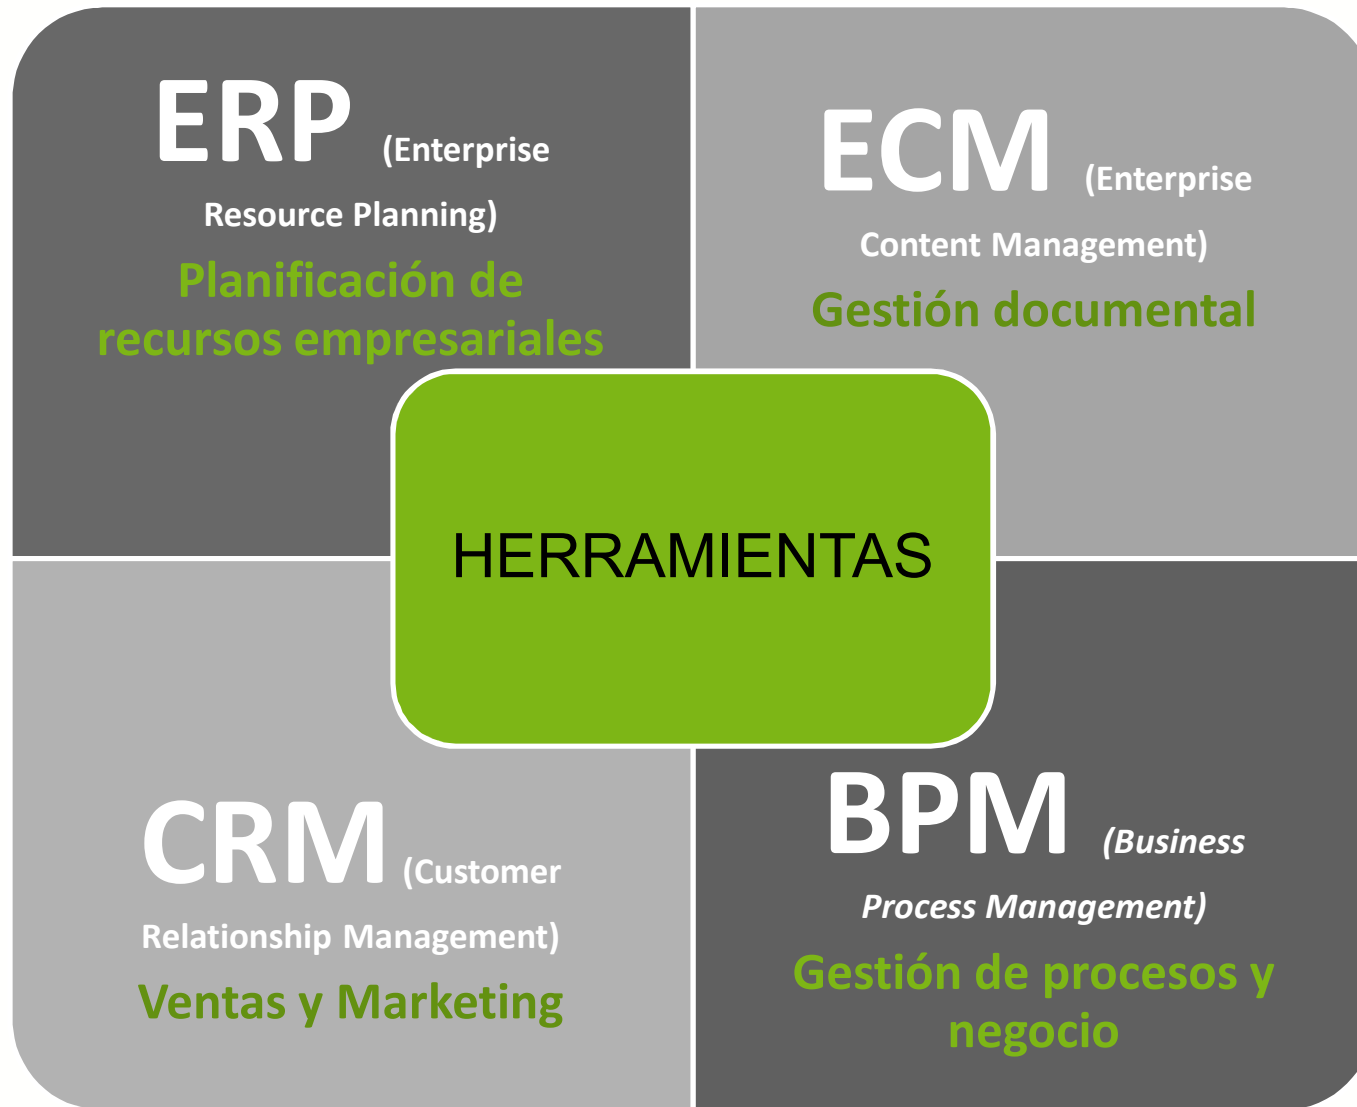 ERP (Enterprise
Resource Planning)
Planificación de
recursos empresariales
ECM (Enterprise
Content Management)
Gestión documental
HERRAMIENTAS
CRM (Customer
Relationship Management)
Ventas y Marketing
BPM (Business
Process Management)
Gestión de procesos y
negocio